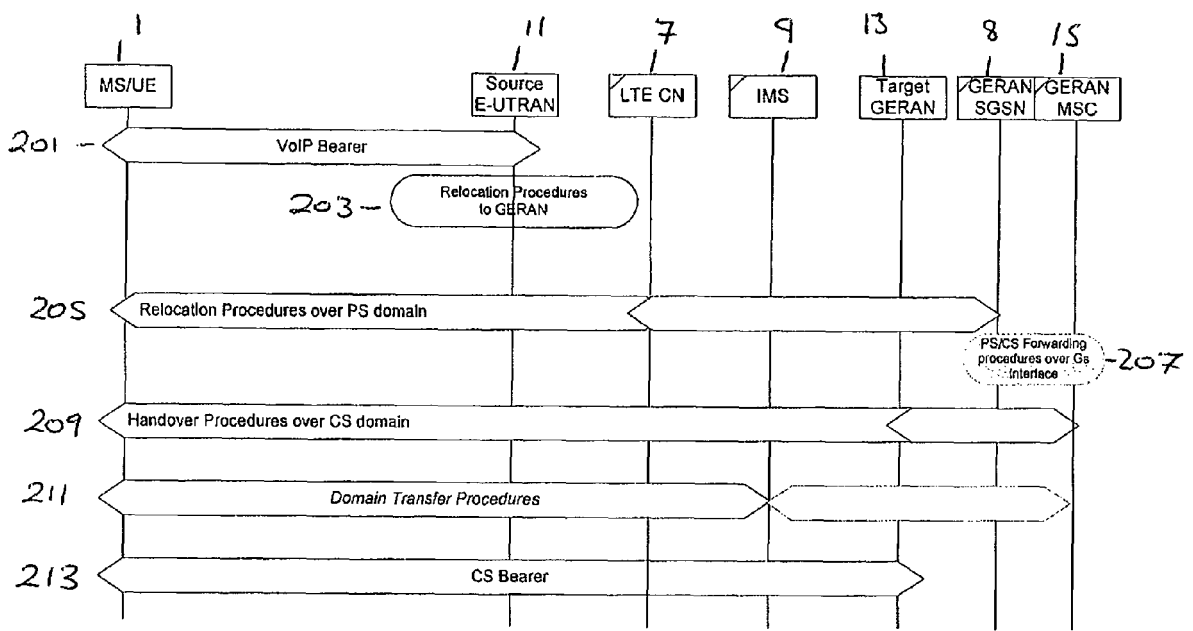 1 11 7 9 13 8 15
MS/UE
Source
E-UTRAN
LTE CN
IMS
Target
GERAN
GERAN
SGSN
GERAN
MSC
201
VoIP Bearer
203
Relocation Procedures
to GERAN
205
Relocation Procedures over PS domain
PS/CS Forwarding
procedures over Gs
Interface
207
209
Handover Procedures over CS domain
211
Domain Transfer Procedures
213
CS Bearer